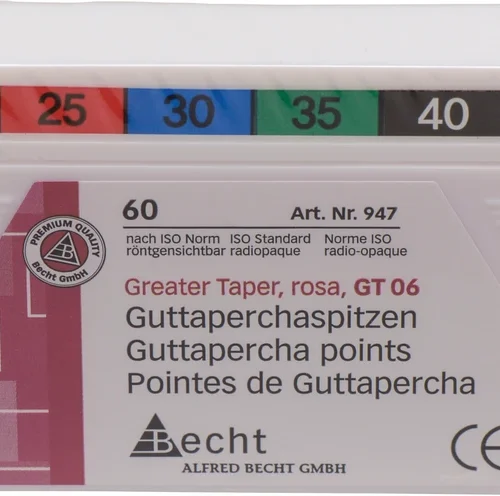 25 30 35 40
60 Art. Nr. 947
nach ISO Norm ISO Standard Norme ISO
röntgensichtbar radiopaque radio-opaque
PREMIUM QUALITY
Becht GmbH
Greater Taper, rosa, GT 06
Guttaperchaspitzen
Guttapercha points
Pointes de Guttapercha
Becht
ALFRED BECHT GMBH
CE